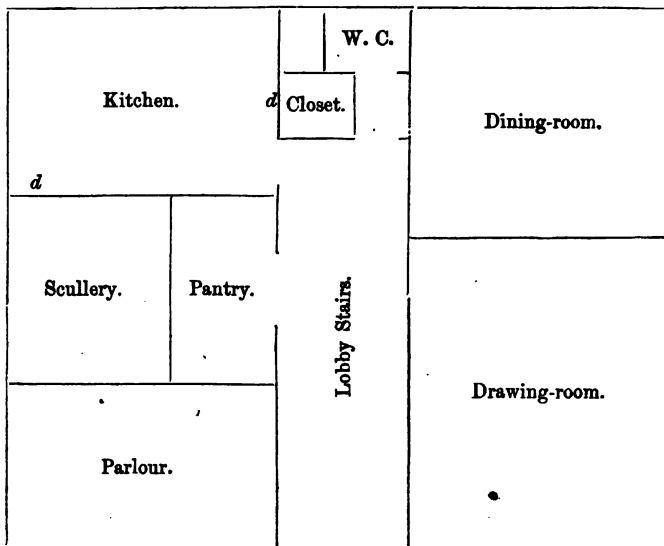 W. C.
Kitchen.
d
Closet.
Dining-room.
d
Scullery.
Pantry.
Lobby Stairs.
Drawing-room.
Parlour.